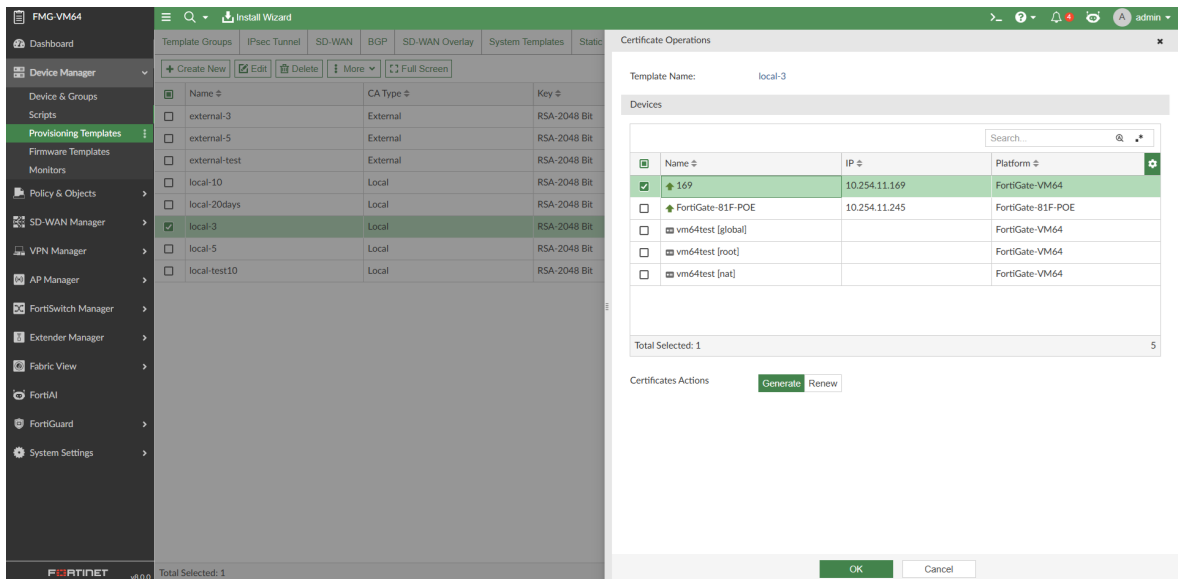 FMG-VM64
Install Wizard
4
A
admin
Dashboard
Device Manager
Device & Groups
Scripts
Provisioning Templates
Firmware Templates
Monitors
Policy & Objects
SD-WAN Manager
VPN Manager
AP Manager
FortiSwitch Manager
Extender Manager
Fabric View
FortiAI
FortiGuard
System Settings
FORTINET
v8.0.0
Template Groups IPsec Tunnel SD-WAN BGP SD-WAN Overlay System Templates Static
+ Create New Edit Delete More Full Screen
Name CA Type Key
external-3 External RSA-2048 Bit
external-5 External RSA-2048 Bit
external-test External RSA-2048 Bit
local-10 Local RSA-2048 Bit
local-20days Local RSA-2048 Bit
local-3 Local RSA-2048 Bit
local-5 Local RSA-2048 Bit
local-test10 Local RSA-2048 Bit
Total Selected: 1
Certificate Operations
Template Name: local-3
Devices
Search...
Name IP Platform
169 10.254.11.169 FortiGate-VM64
FortiGate-81F-POE 10.254.11.245 FortiGate-81F-POE
vm64test [global] FortiGate-VM64
vm64test [root] FortiGate-VM64
vm64test [nat] FortiGate-VM64
Total Selected: 1 5
Certificates Actions Generate Renew
OK Cancel